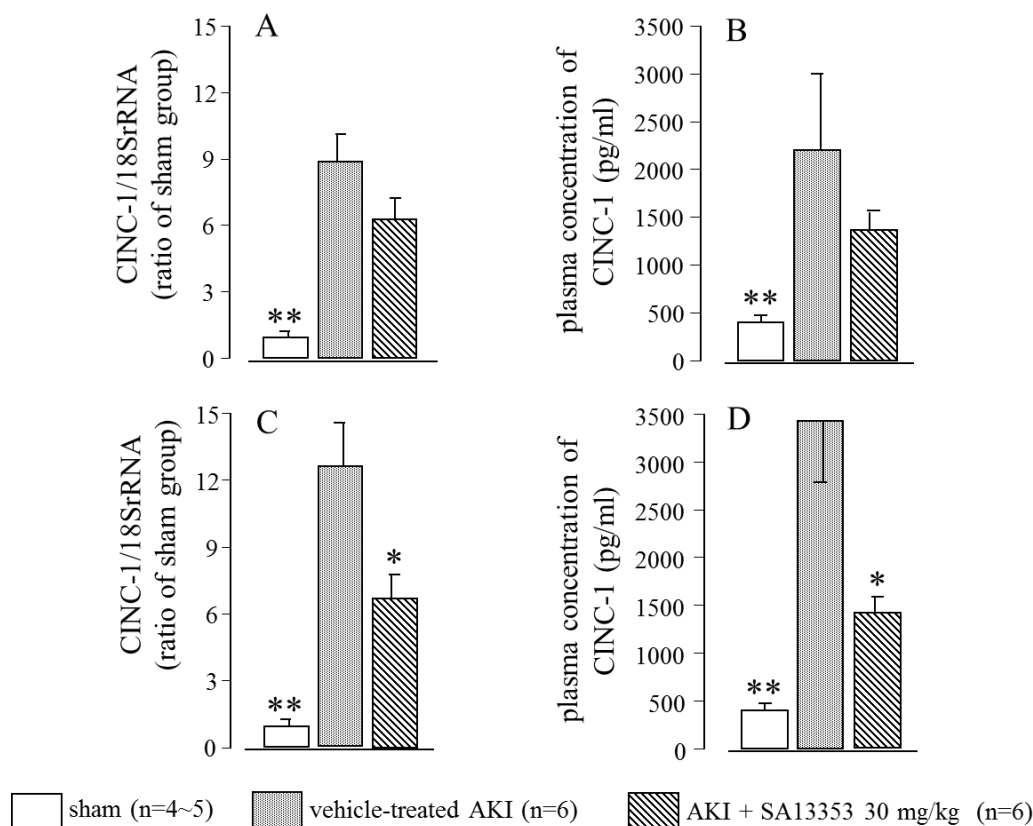 A
CINC-1/18SrRNA
(ratio of sham group)
15
12
9
6
3
0
**
B
plasma concentration of
CINC-1 (pg/ml)
3500
3000
2500
2000
1500
1000
500
0
**
C
CINC-1/18SrRNA
(ratio of sham group)
15
12
9
6
3
0
**
*
D
plasma concentration of
CINC-1 (pg/ml)
3500
3000
2500
2000
1500
1000
500
0
**
*
sham (n=4~5) vehicle-treated AKI (n=6) AKI + SA13353 30 mg/kg (n=6)